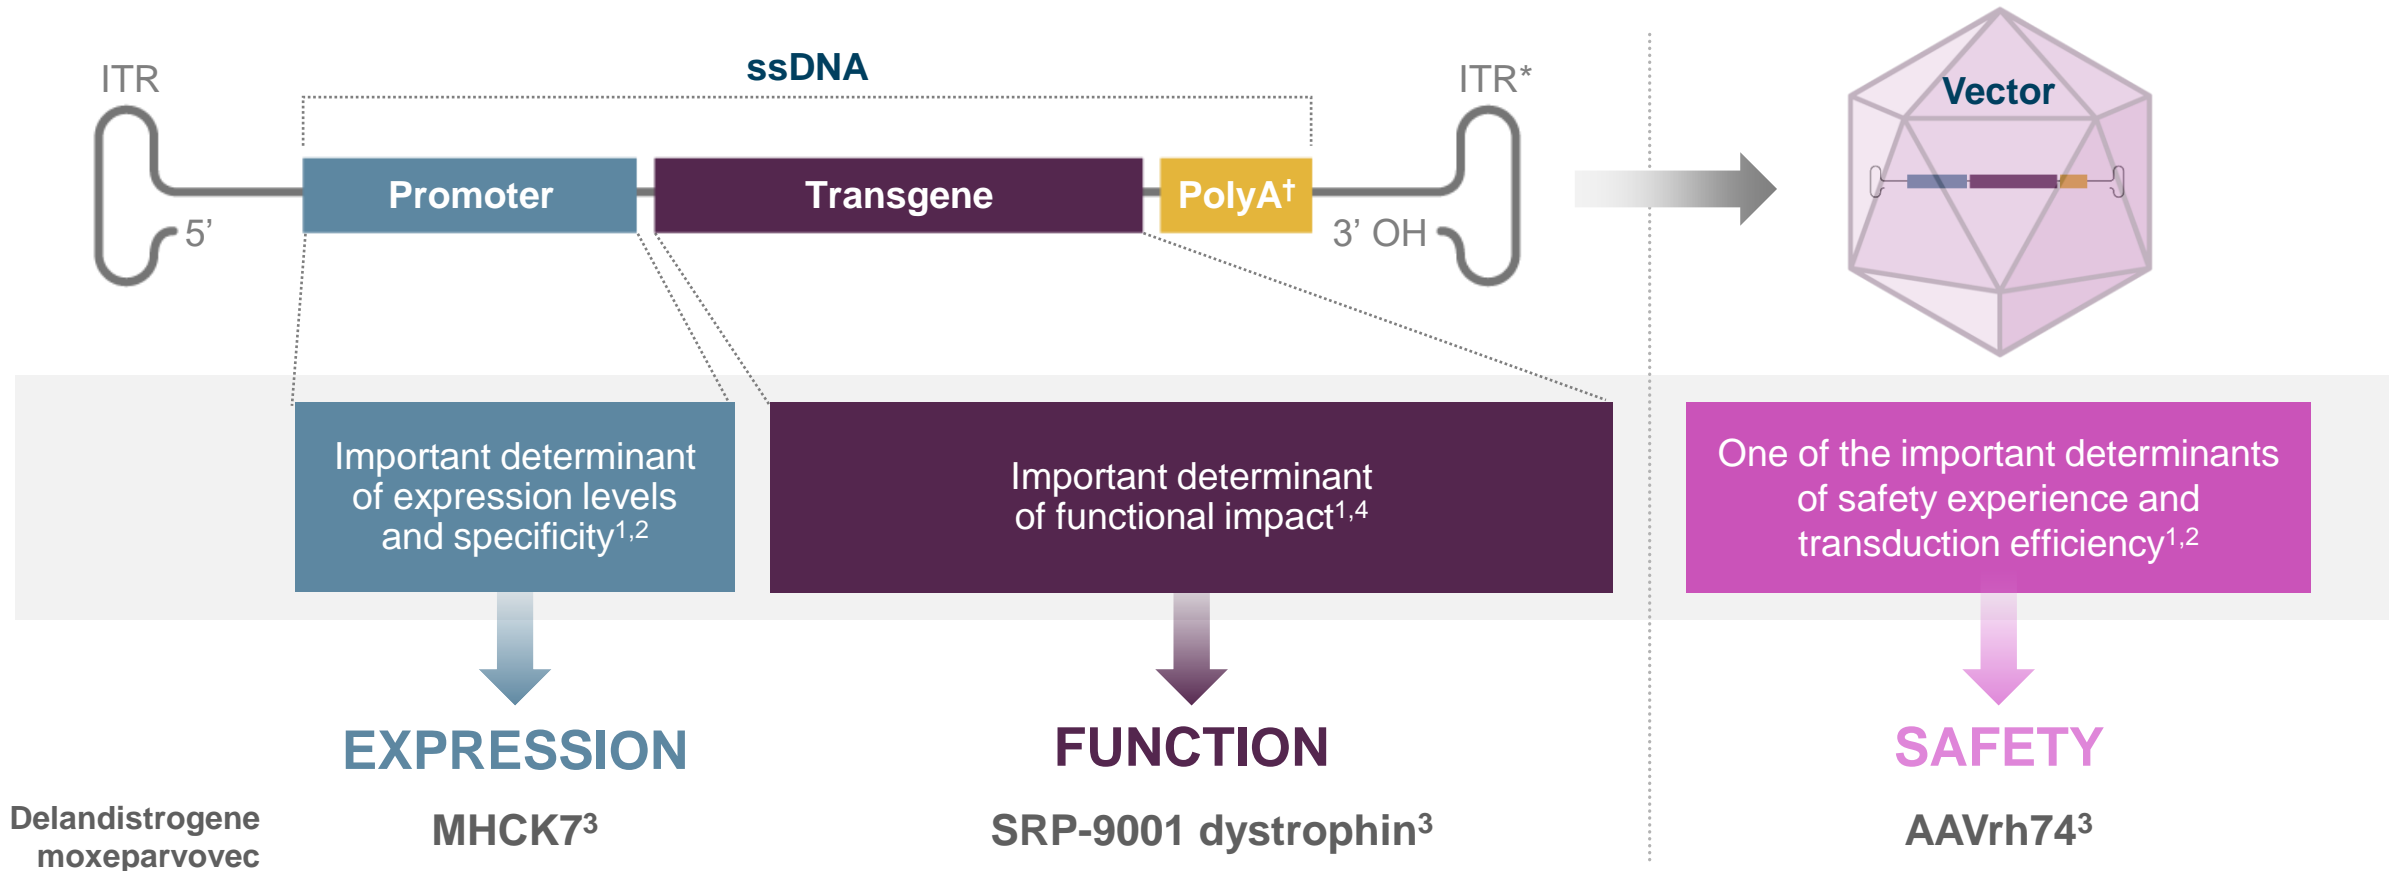 ITR
ssDNA
ITR*
Vector
Promoter
Transgene
PolyA†
5’
3’ OH
Important determinant
of expression levels
and specificity1,2
Important determinant
of functional impact1,4
One of the important determinants
of safety experience and
transduction efficiency1,2
EXPRESSION
FUNCTION
SAFETY
Delandistrogene
moxeparvovec
MHCK73
SRP-9001 dystrophin3
AAVrh743